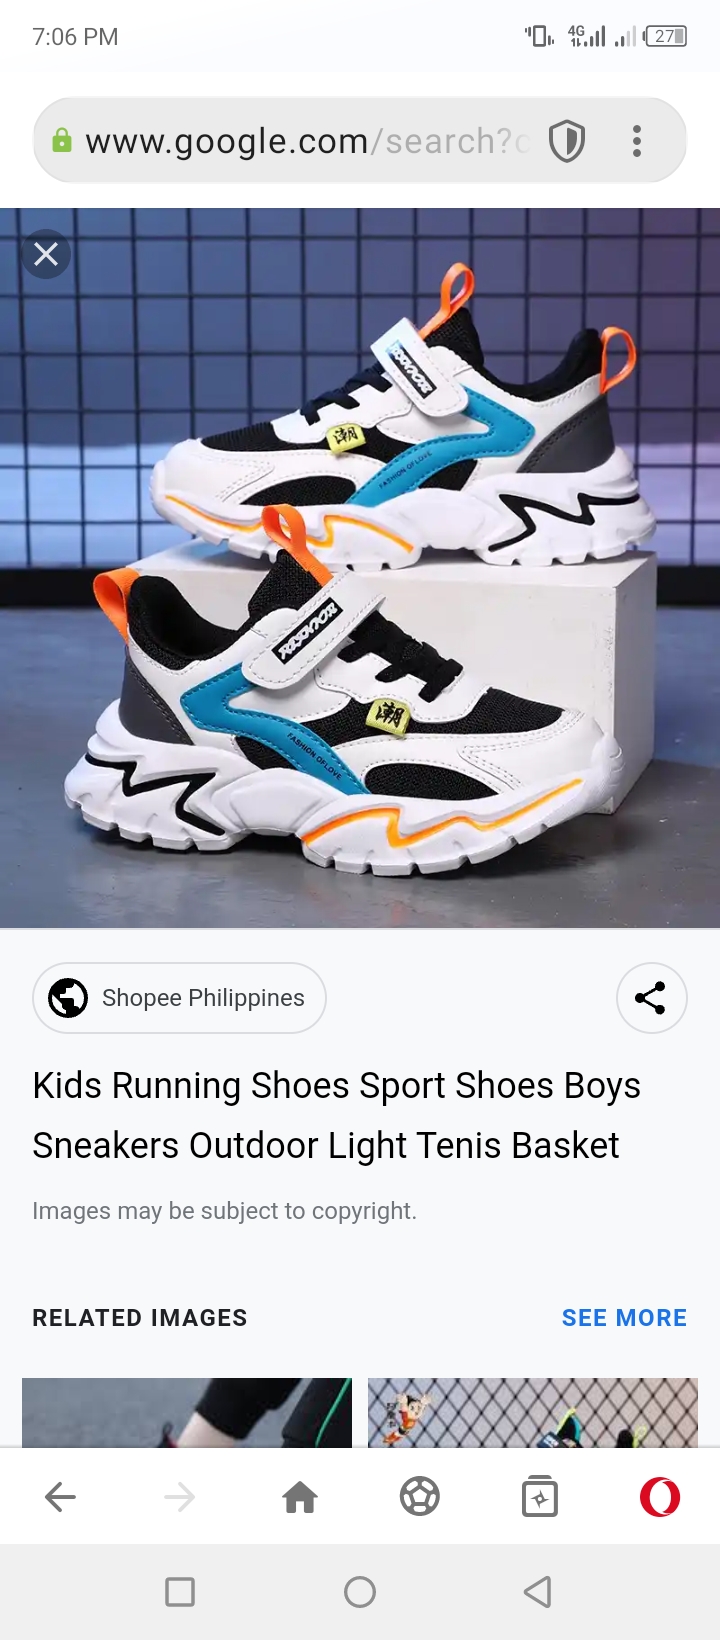 7:06 PM
4G
27
www.google.com/search?c
潮
FASHION OF LOVE
潮
FASHION OF LOVE
Shopee Philippines
Kids Running Shoes Sport Shoes Boys
Sneakers Outdoor Light Tenis Basket
Images may be subject to copyright.
RELATED IMAGES
SEE MORE